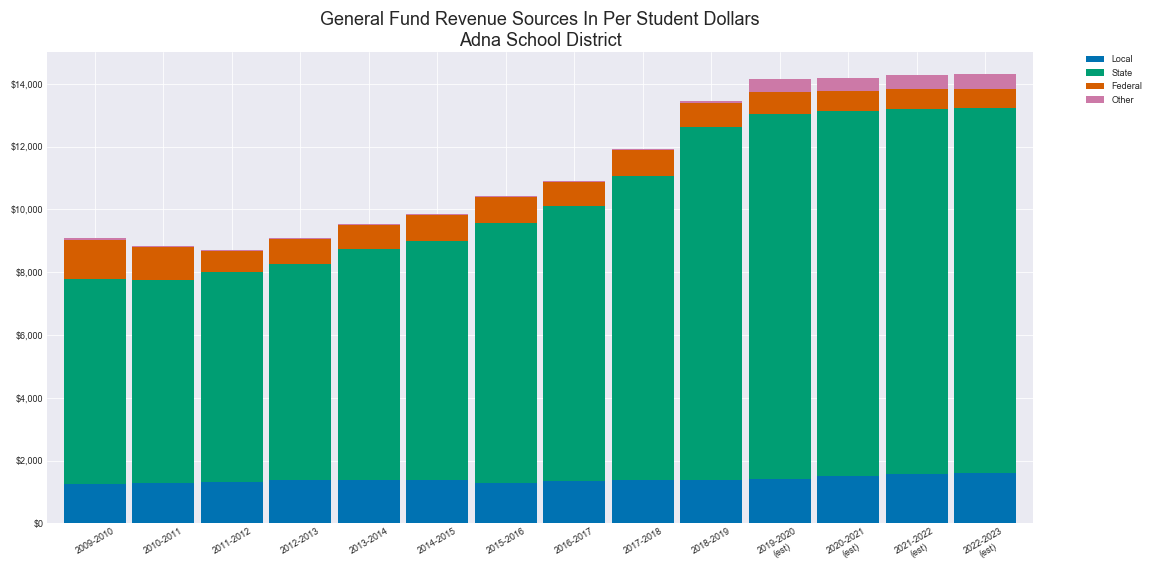 General Fund Revenue Sources In Per Student Dollars
Adna School District
Local
State
Federal
Other
$14,000
$12,000
$10,000
$8,000
$6,000
$4,000
$2,000
$0
2009-2010
2010-2011
2011-2012
2012-2013
2013-2014
2014-2015
2015-2016
2016-2017
2017-2018
2018-2019
2019-2020
(est)
2020-2021
(est)
2021-2022
(est)
2022-2023
(est)